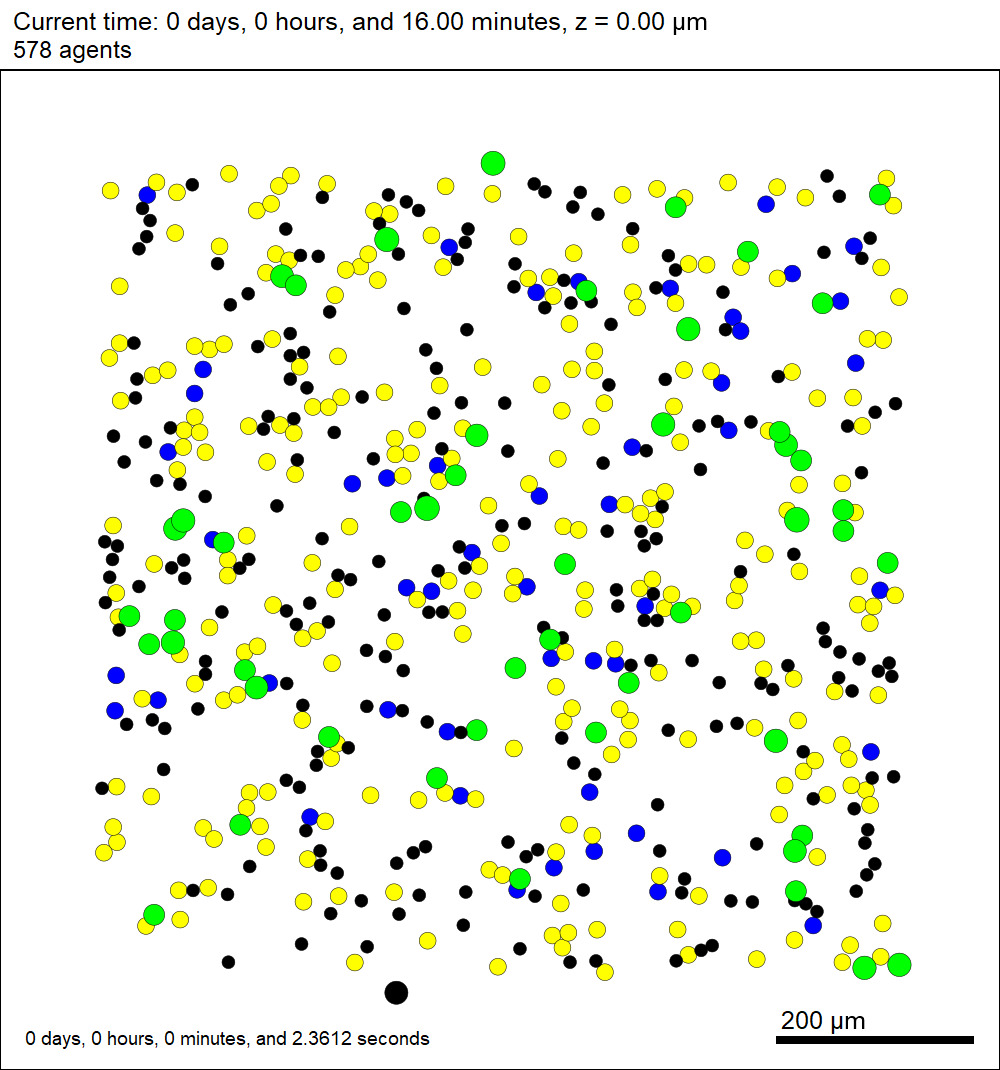 Current time: 0 days, 0 hours, and 16.00 minutes, z = 0.00 µm
578 agents
200 µm
0 days, 0 hours, 0 minutes, and 2.3612 seconds